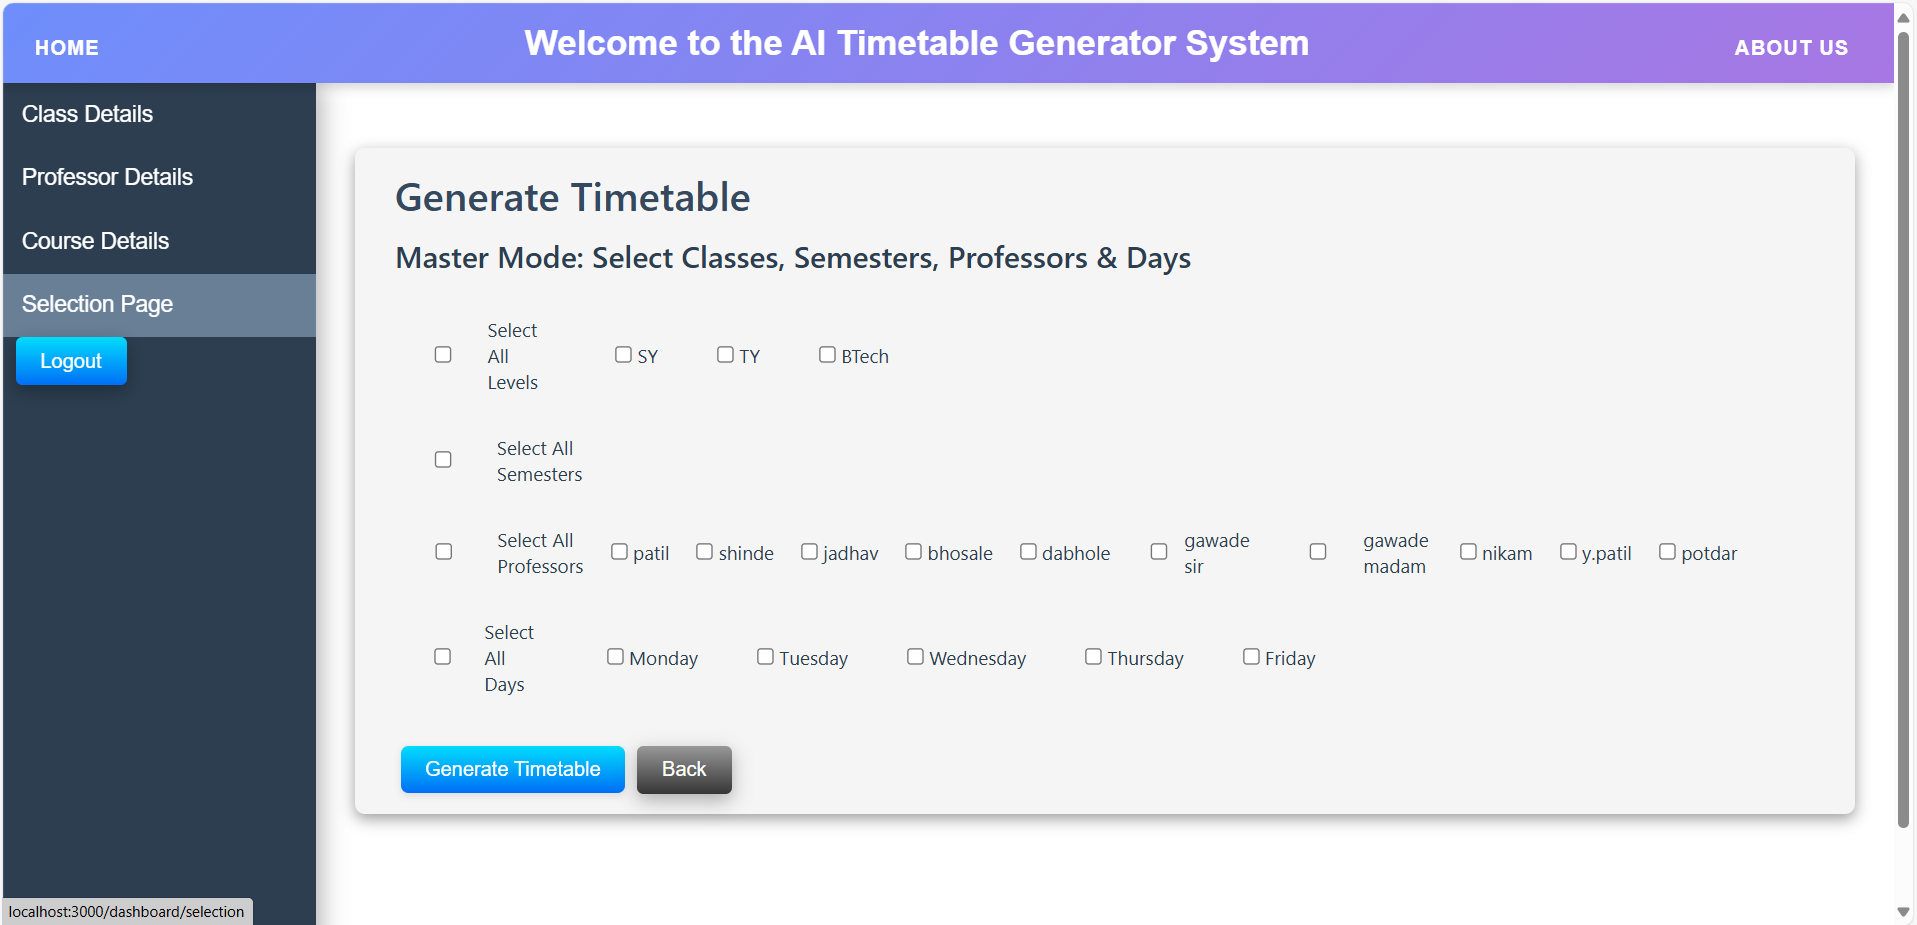 HOME
Welcome to the AI Timetable Generator System
ABOUT US
Class Details
Professor Details
Course Details
Selection Page
Logout
Generate Timetable
Master Mode: Select Classes, Semesters, Professors & Days
Select
All
Levels
SY
TY
BTech
Select All
Semesters
Select All
Professors
patil
shinde
jadhav
bhosale
dabhole
gawade
sir
gawade
madam
nikam
y.patil
potdar
Select
All
Days
Monday
Tuesday
Wednesday
Thursday
Friday
Generate Timetable
Back
localhost:3000/dashboard/selection